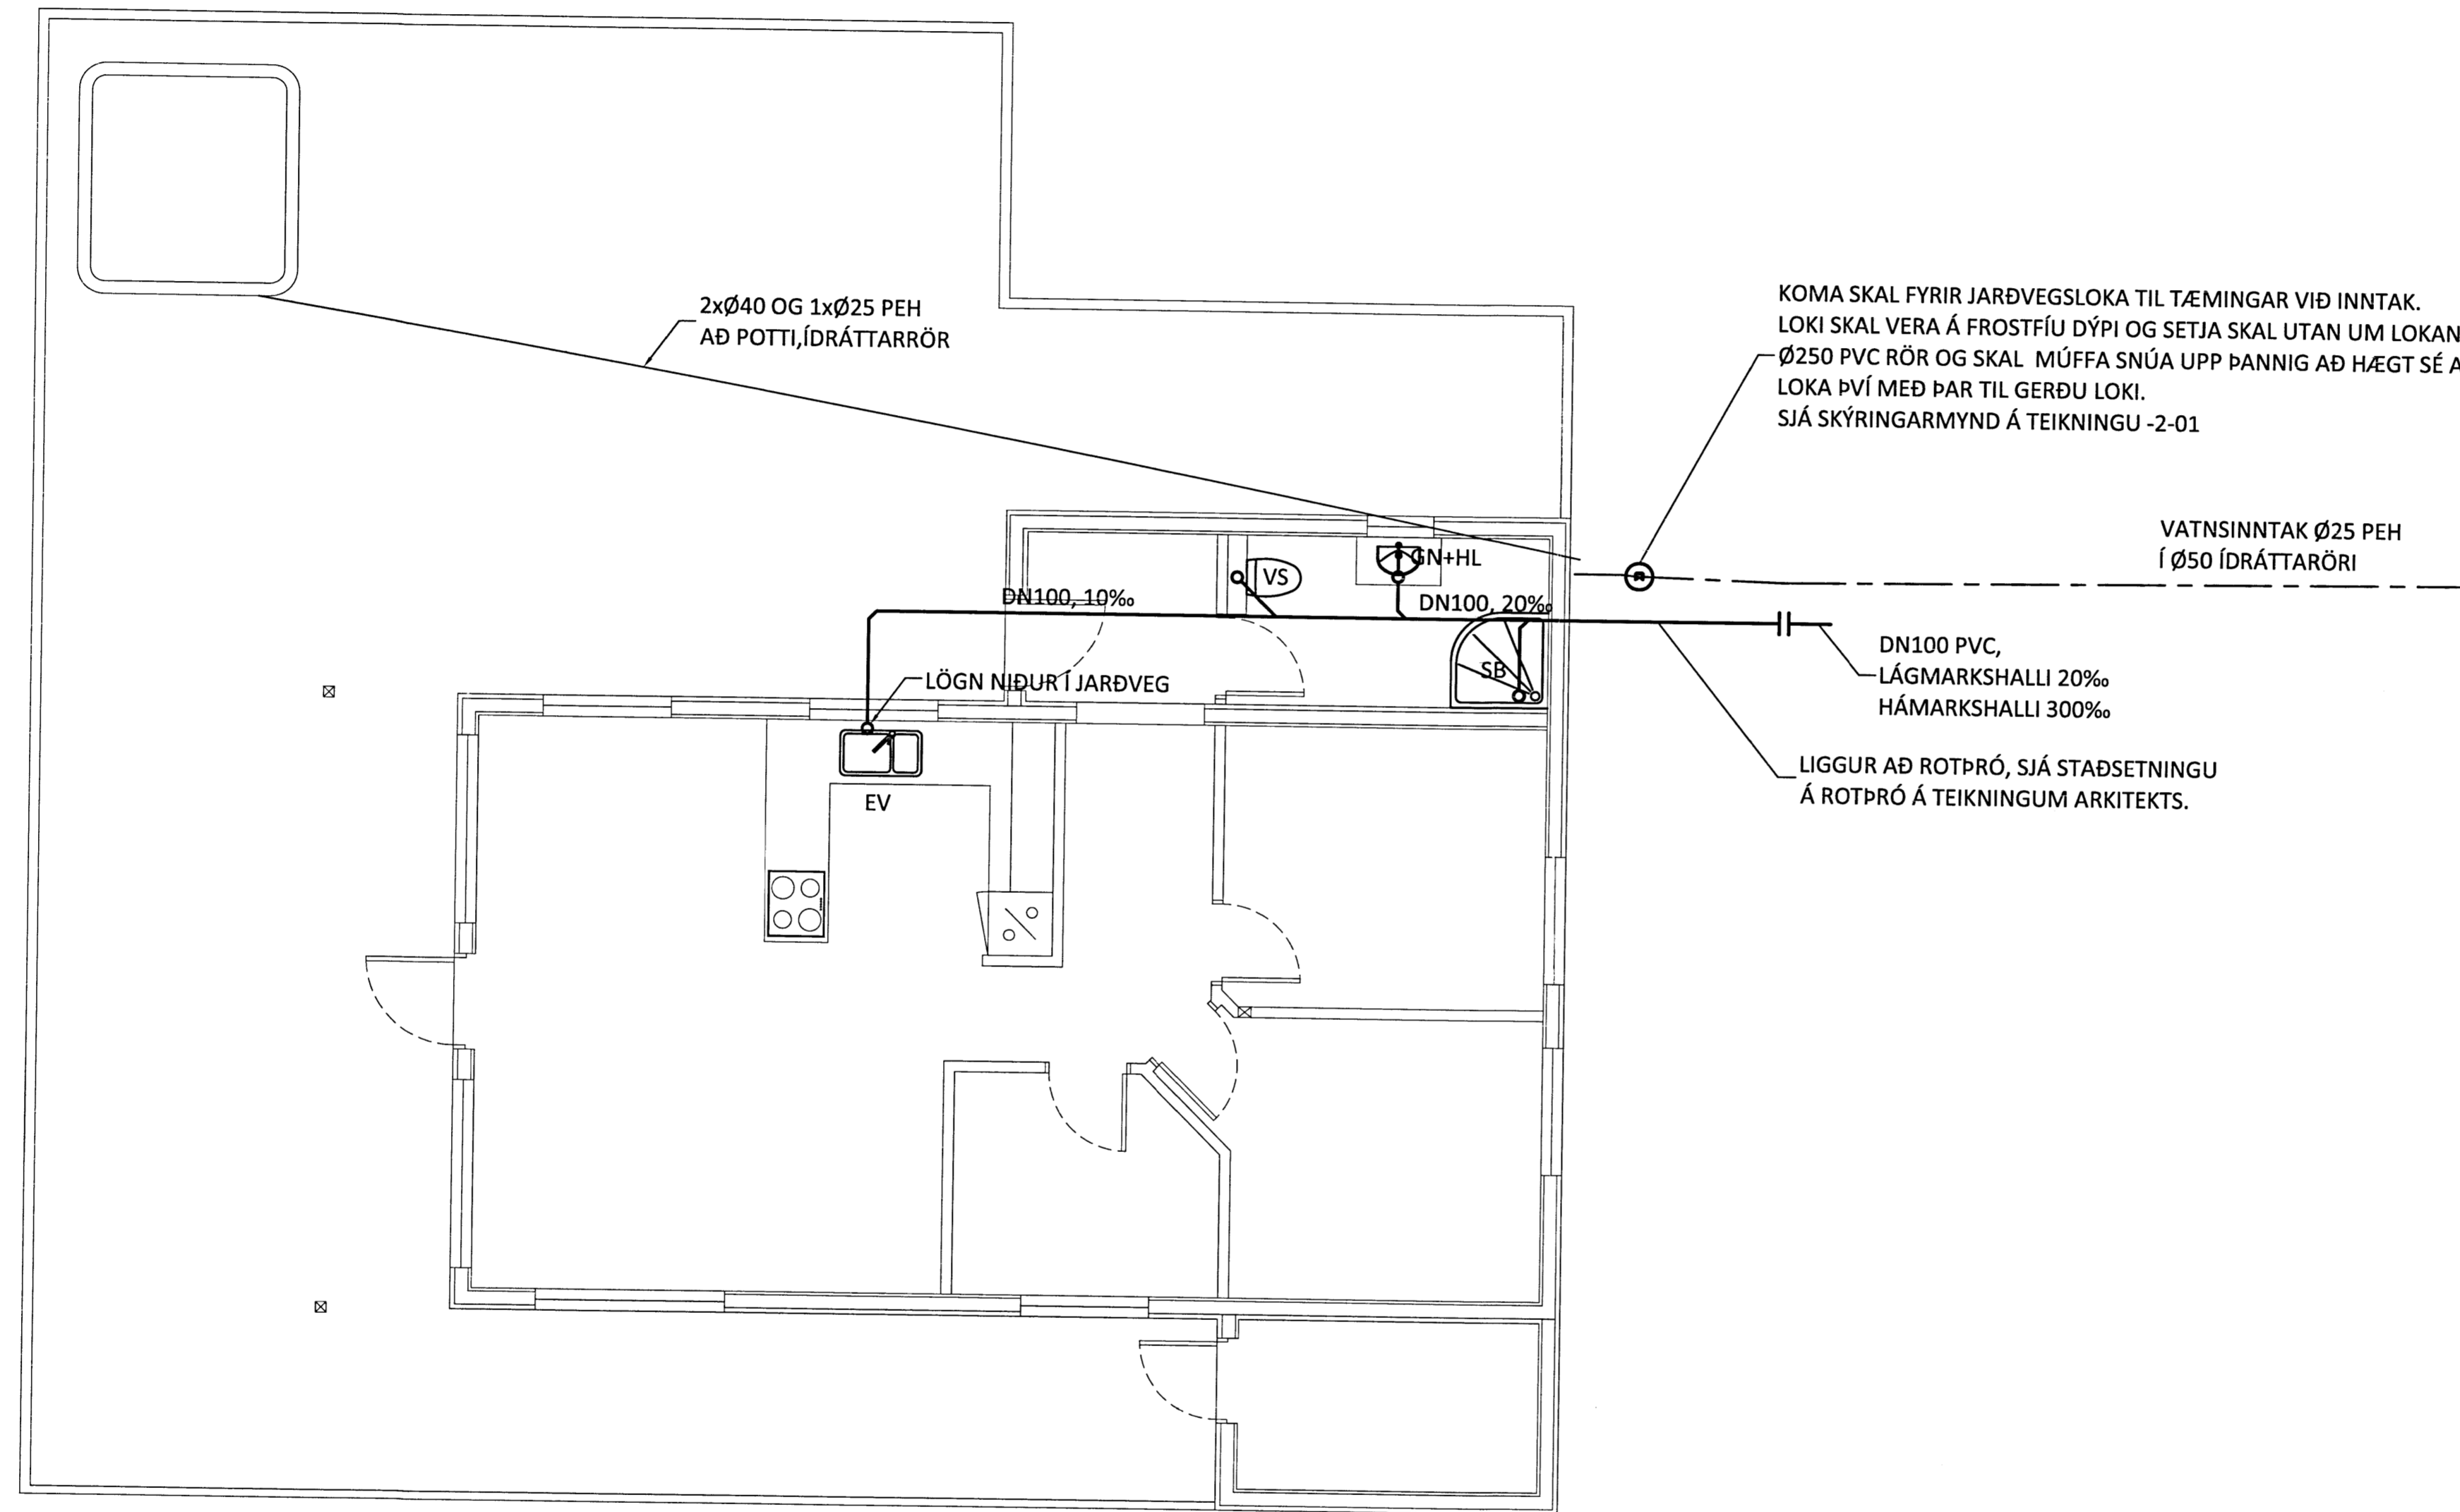 2xØ40 OG 1xØ25 PEH
AÐ POTTI,ÍDRÁTTARRÖR
KOMA SKAL FYRIR JARÐVEGSLOKA TIL TÆMINGAR VIÐ INNTAK.
LOKI SKAL VERA Á FROSTFÍU DÝPI OG SETJA SKAL UTAN UM LOKAN
Ø250 PVC RÖR OG SKAL MÚFFA SNÚA UPP ÞANNIG AÐ HÆGT SÉ A
LOKA ÞVÍ MEÐ ÞAR TIL GERÐU LOKI.
SJÁ SKÝRINGARMYND Á TEIKNINGU -2-01
VATNSINNTAK Ø25 PEH
Í Ø50 ÍDRÁTTARÖRI
VS
GN+HL
DN100, 10‰
DN100, 20‰
SB
DN100 PVC,
LÁGMARKSHALLI 20‰
HÁMARKSHALLI 300‰
LÖGN NIÐUR Í JARÐVEG
EV
LIGGUR AÐ ROTÞRÓ, SJÁ STAÐSETNINGU
Á ROTÞRÓ Á TEIKNINGUM ARKITEKTS.